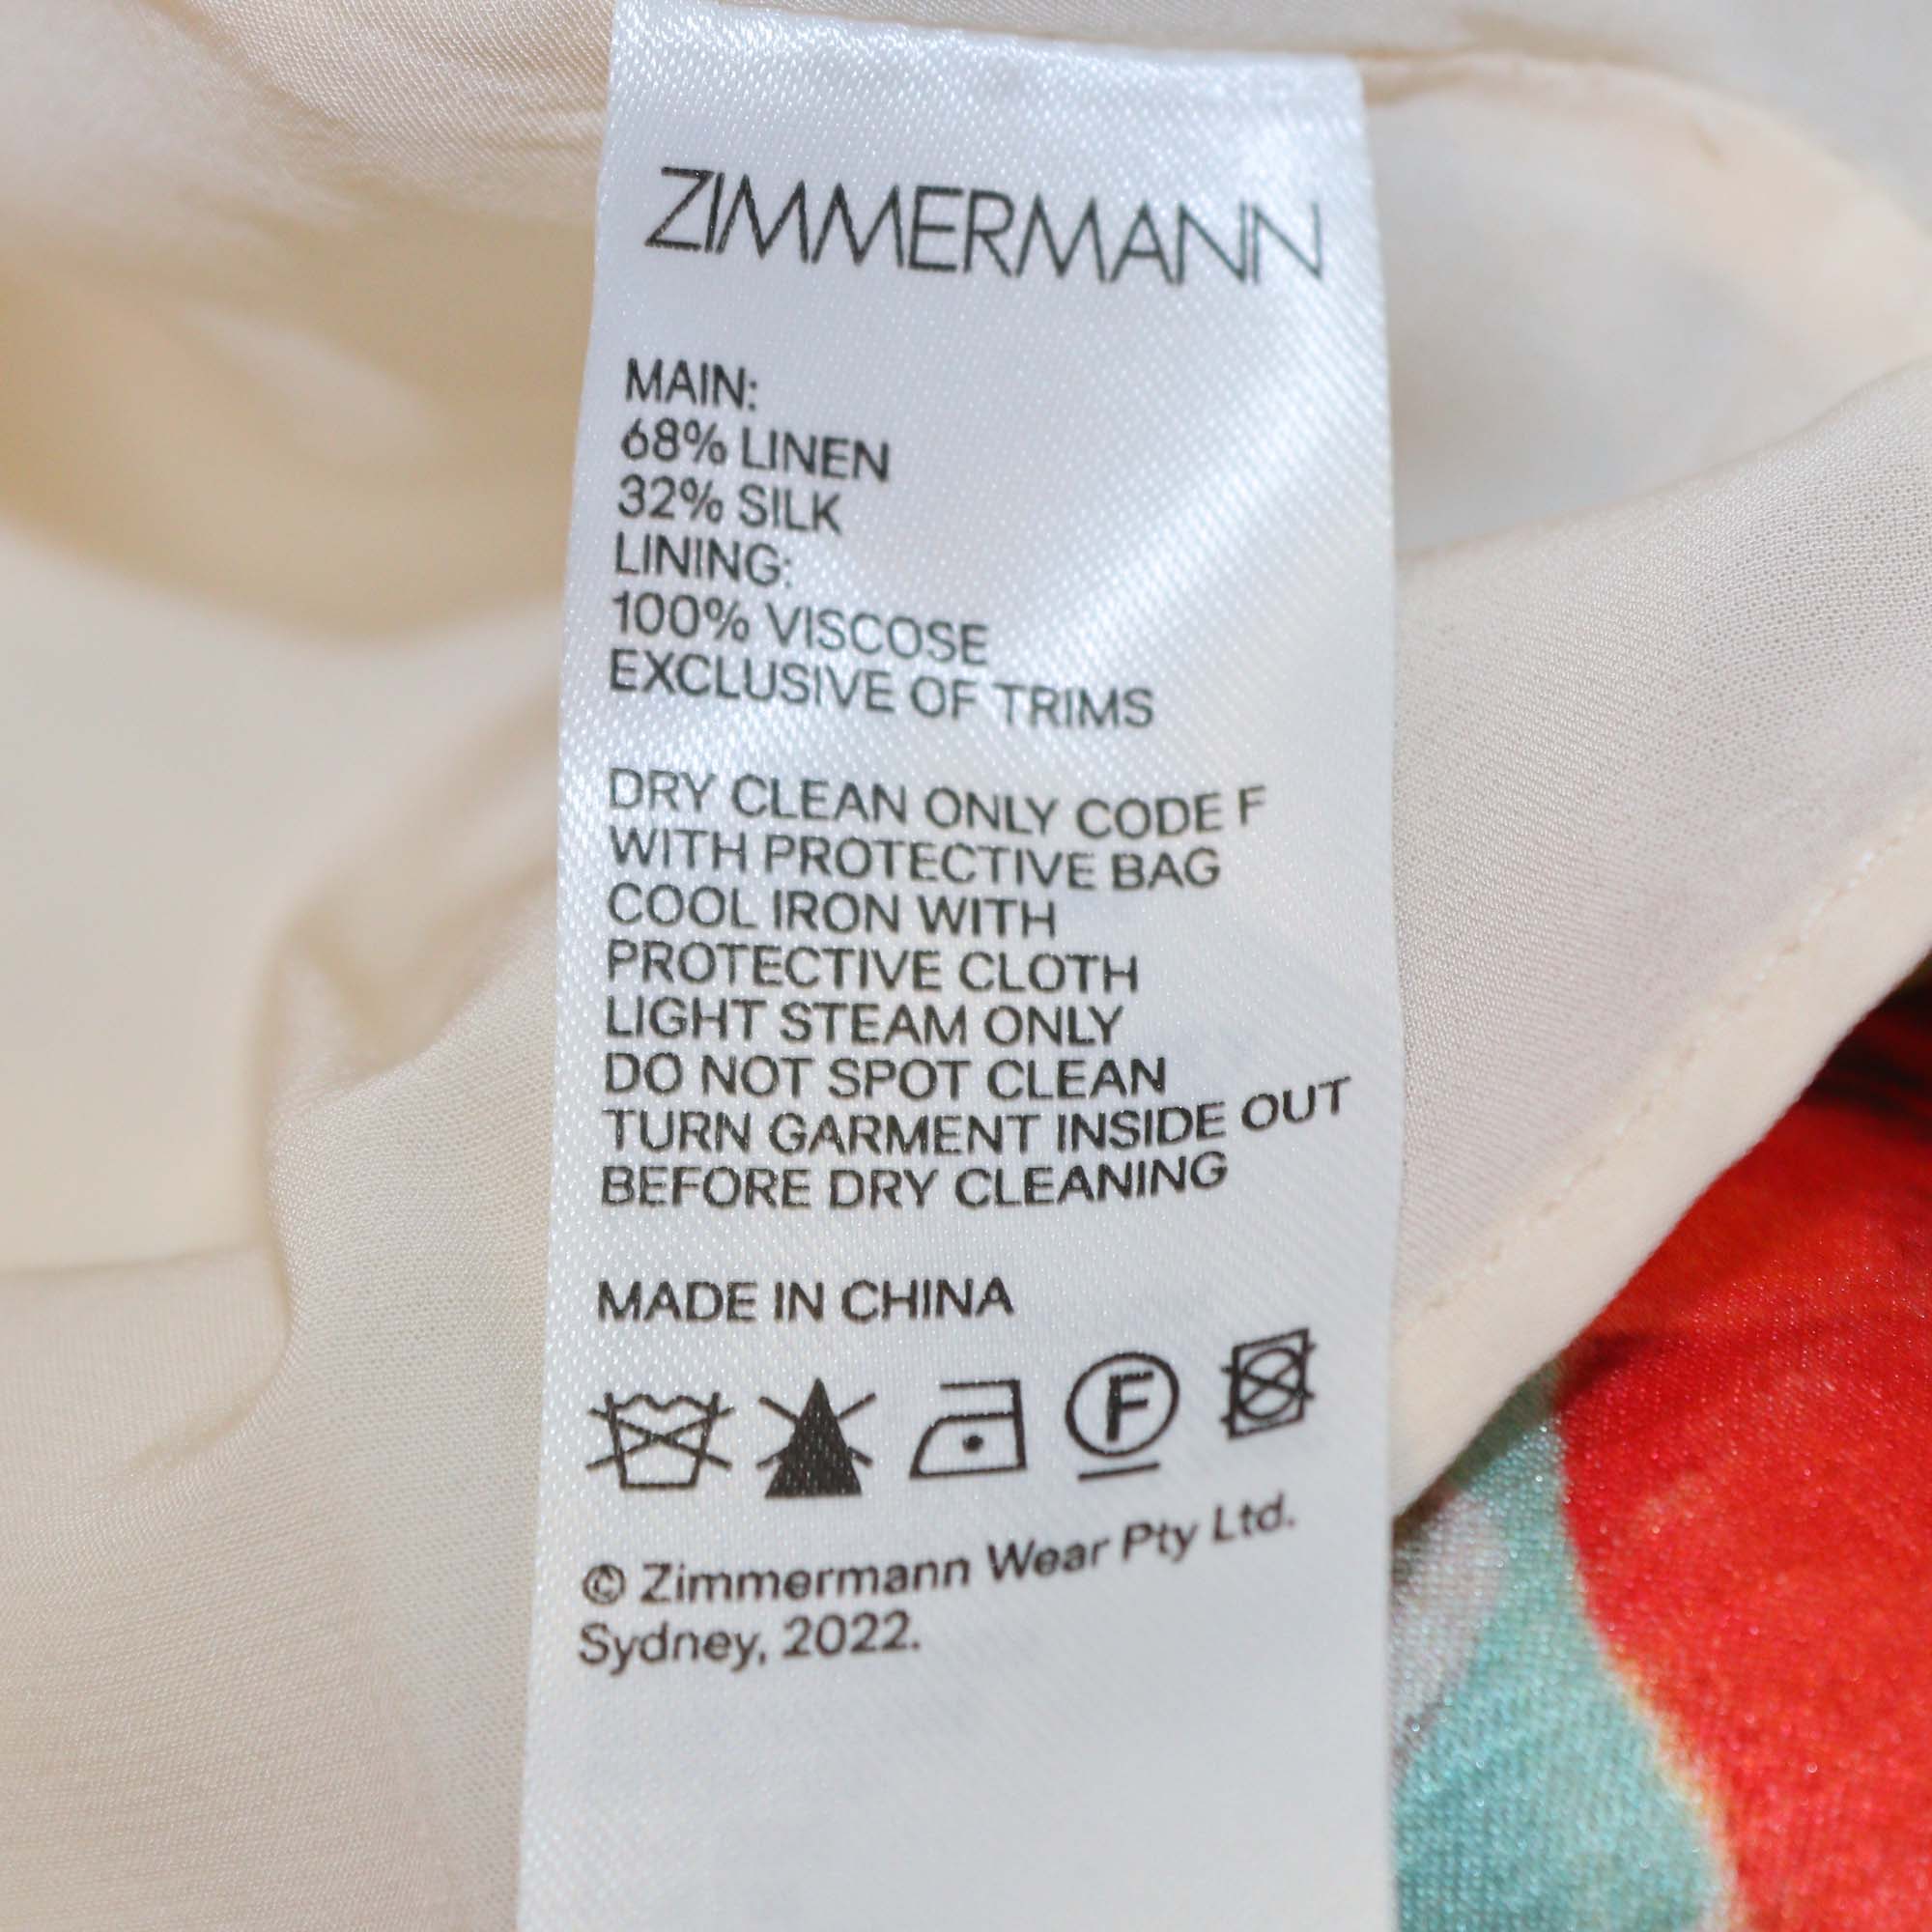 ZIMMERMANN
MAIN:
68% LINEN
32% SILK
LINING:
100% VISCOSE
EXCLUSIVE OF TRIMS
DRY CLEAN ONLY CODE F
WITH PROTECTIVE BAG
COOL IRON WITH
PROTECTIVE CLOTH
LIGHT STEAM ONLY
DO NOT SPOT CLEAN
TURN GARMENT INSIDE OUT
BEFORE DRY CLEANING
MADE IN CHINA
F
© Zimmermann Wear Pty Ltd.
Sydney, 2022.